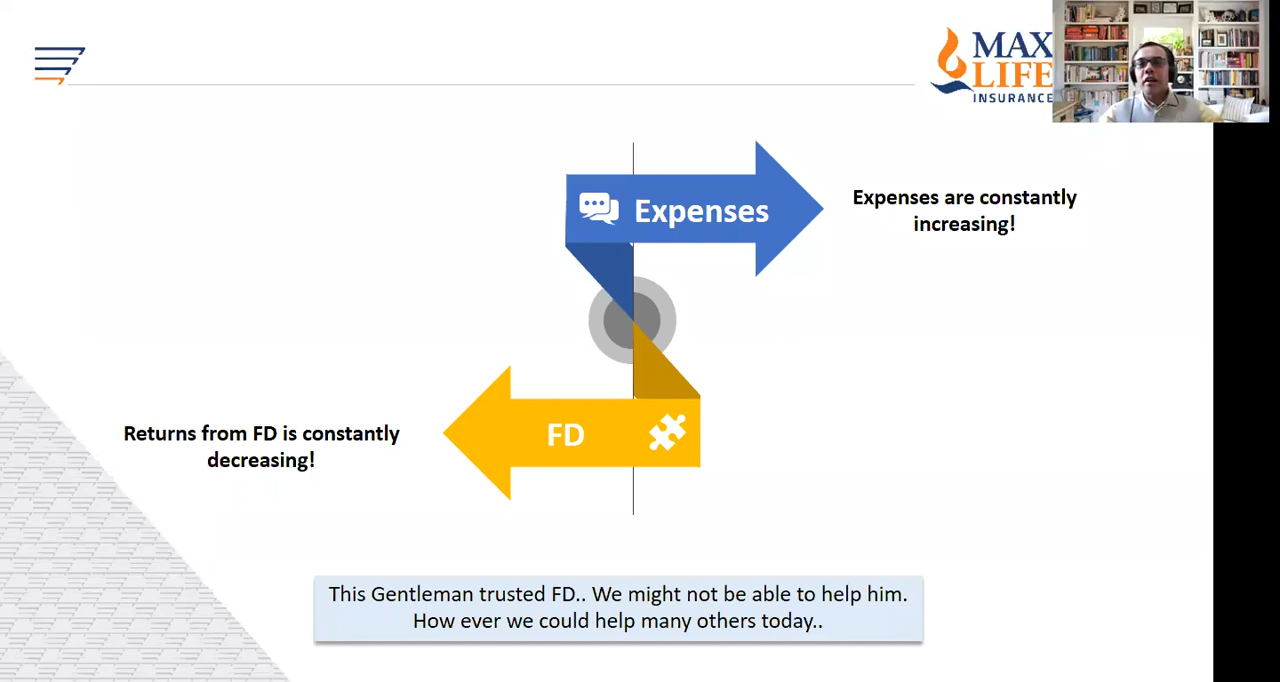 MAX
LIFE
INSURANCE
Expenses
Expenses are constantly
increasing!
Returns from FD is constantly
decreasing!
FD
This Gentleman trusted FD.. We might not be able to help him.
How ever we could help many others today..